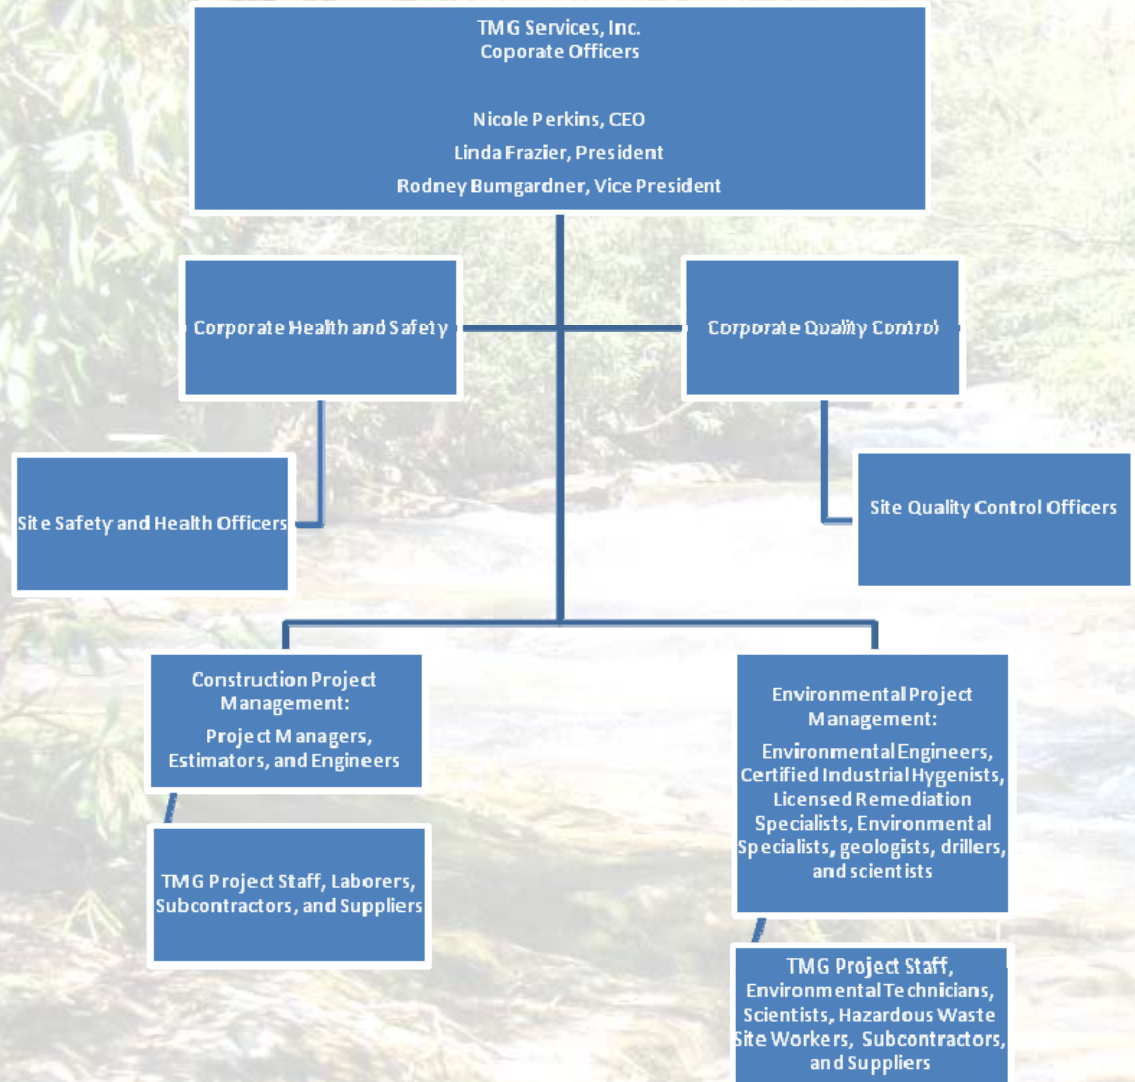 TMG Services, Inc.
Coporate Officers
Nicole Perkins, CEO
Linda Frazier, President
Rodney Bumgardner, Vice President
Corporate Health and Safety
Corporate Quality Control
Site Safety and Health Officers
Site Quality Control Officers
Construction Project
Management:
Project Managers,
Estimators, and Engineers
Environmental Project
Management:
Environmental Engineers,
Certified Industrial Hygenists,
Licensed Remediation
Specialists, Environmental
Specialists, geologists, drillers,
and scientists
TMG Project Staff, Laborers,
Subcontractors, and Suppliers
TMG Project Staff,
Environmental Technicians,
Scientists, Hazardous Waste
Site Workers, Subcontractors,
and Suppliers